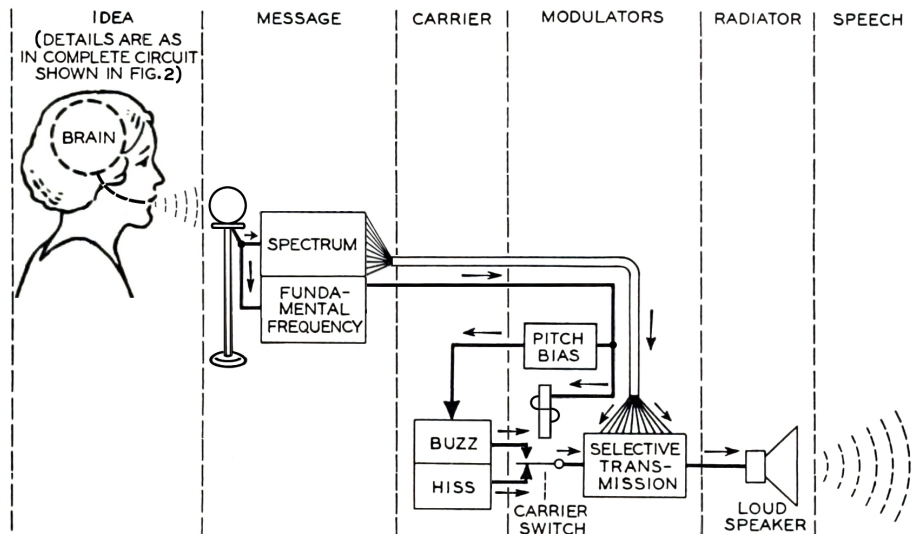 IDEA
(DETAILS ARE AS
IN COMPLETE CIRCUIT
SHOWN IN FIG.2)
MESSAGE
CARRIER
MODULATORS
RADIATOR
SPEECH
BRAIN
SPECTRUM
FUNDA-
MENTAL
FREQUENCY
PITCH
BIAS
BUZZ
HISS
SELECTIVE
TRANS-
MISSION
CARRIER
SWITCH
LOUD
SPEAKER